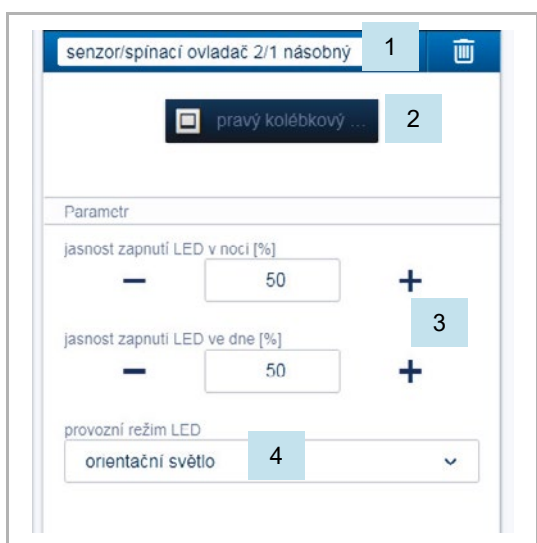 senzor/spínací ovladač 2/1 násobný 1
pravý kolébkový ... 2
Parametr
jasnost zapnutí LED v noci [%]
− 50 +
3
jasnost zapnutí LED ve dne [%]
− 50 +
provozní režim LED
orientační světlo 4